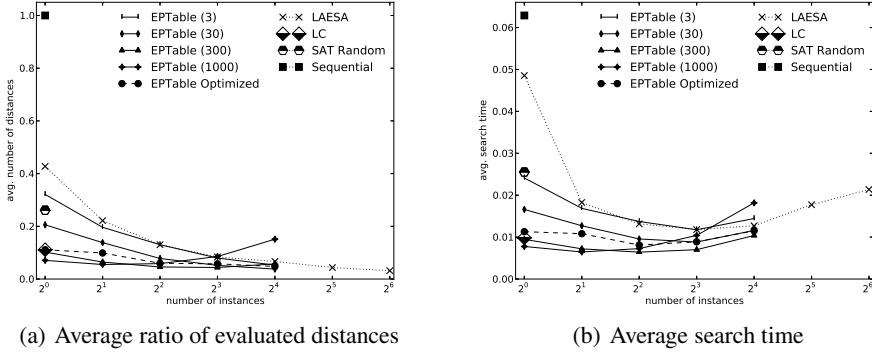 EPTable (3)
EPTable (30)
EPTable (300)
EPTable (1000)
EPTable Optimized
LAESA
LC
SAT Random
Sequential
avg. number of distances
1.0
0.8
0.6
0.4
0.2
0.0
2^0 2^1 2^2 2^3 2^4 2^5 2^6
number of instances
(a) Average ratio of evaluated distances
EPTable (3)
EPTable (30)
EPTable (300)
EPTable (1000)
EPTable Optimized
LAESA
LC
SAT Random
Sequential
avg. search time
0.06
0.05
0.04
0.03
0.02
0.01
0.00
2^0 2^1 2^2 2^3 2^4 2^5 2^6
number of instances
(b) Average search time